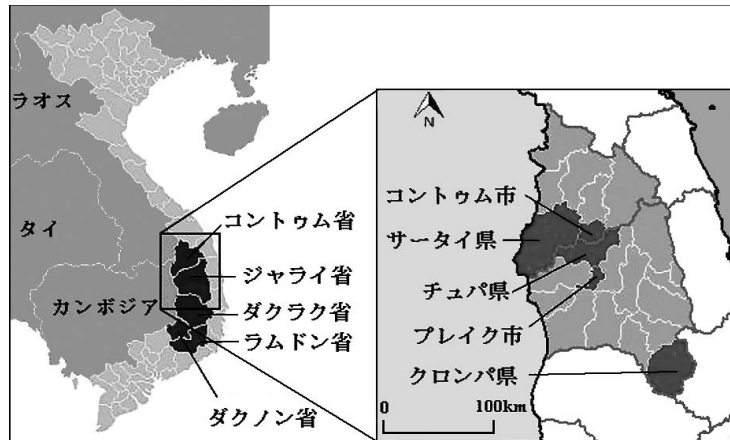 ラオス
タイ
カンボジア
コントゥム省
ジャライ省
ダクラク省
ラムドン省
ダクノン省
N
コントゥム市
サータイ県
チュパ県
プレイク市
クロンパ県
0 100km